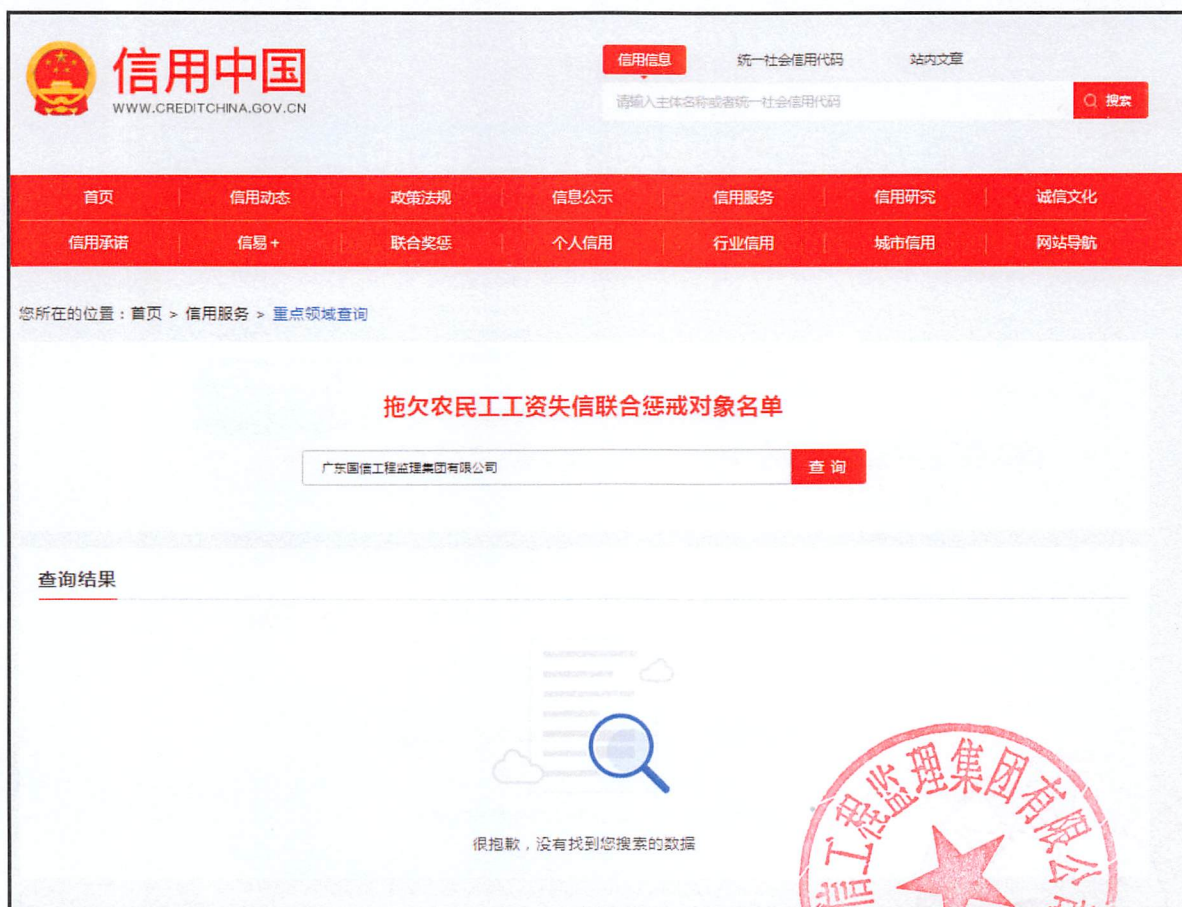 信用中国
WWW.CREDITCHINA.GOV.CN
信用信息 统一社会信用代码 站内文章
请输入主体名称或者统一社会信用代码 搜索
首页 信用动态 政策法规 信息公示 信用服务 信用研究 诚信文化
信用承诺 信易+ 联合奖惩 个人信用 行业信用 城市信用 网站导航
您所在的位置：首页 > 信用服务 > 重点领域查询
拖欠农民工工资失信联合惩戒对象名单
广东国信工程监理集团有限公司 查 询
查询结果
很抱歉，没有找到您搜索的数据
信工程监理集团有限公